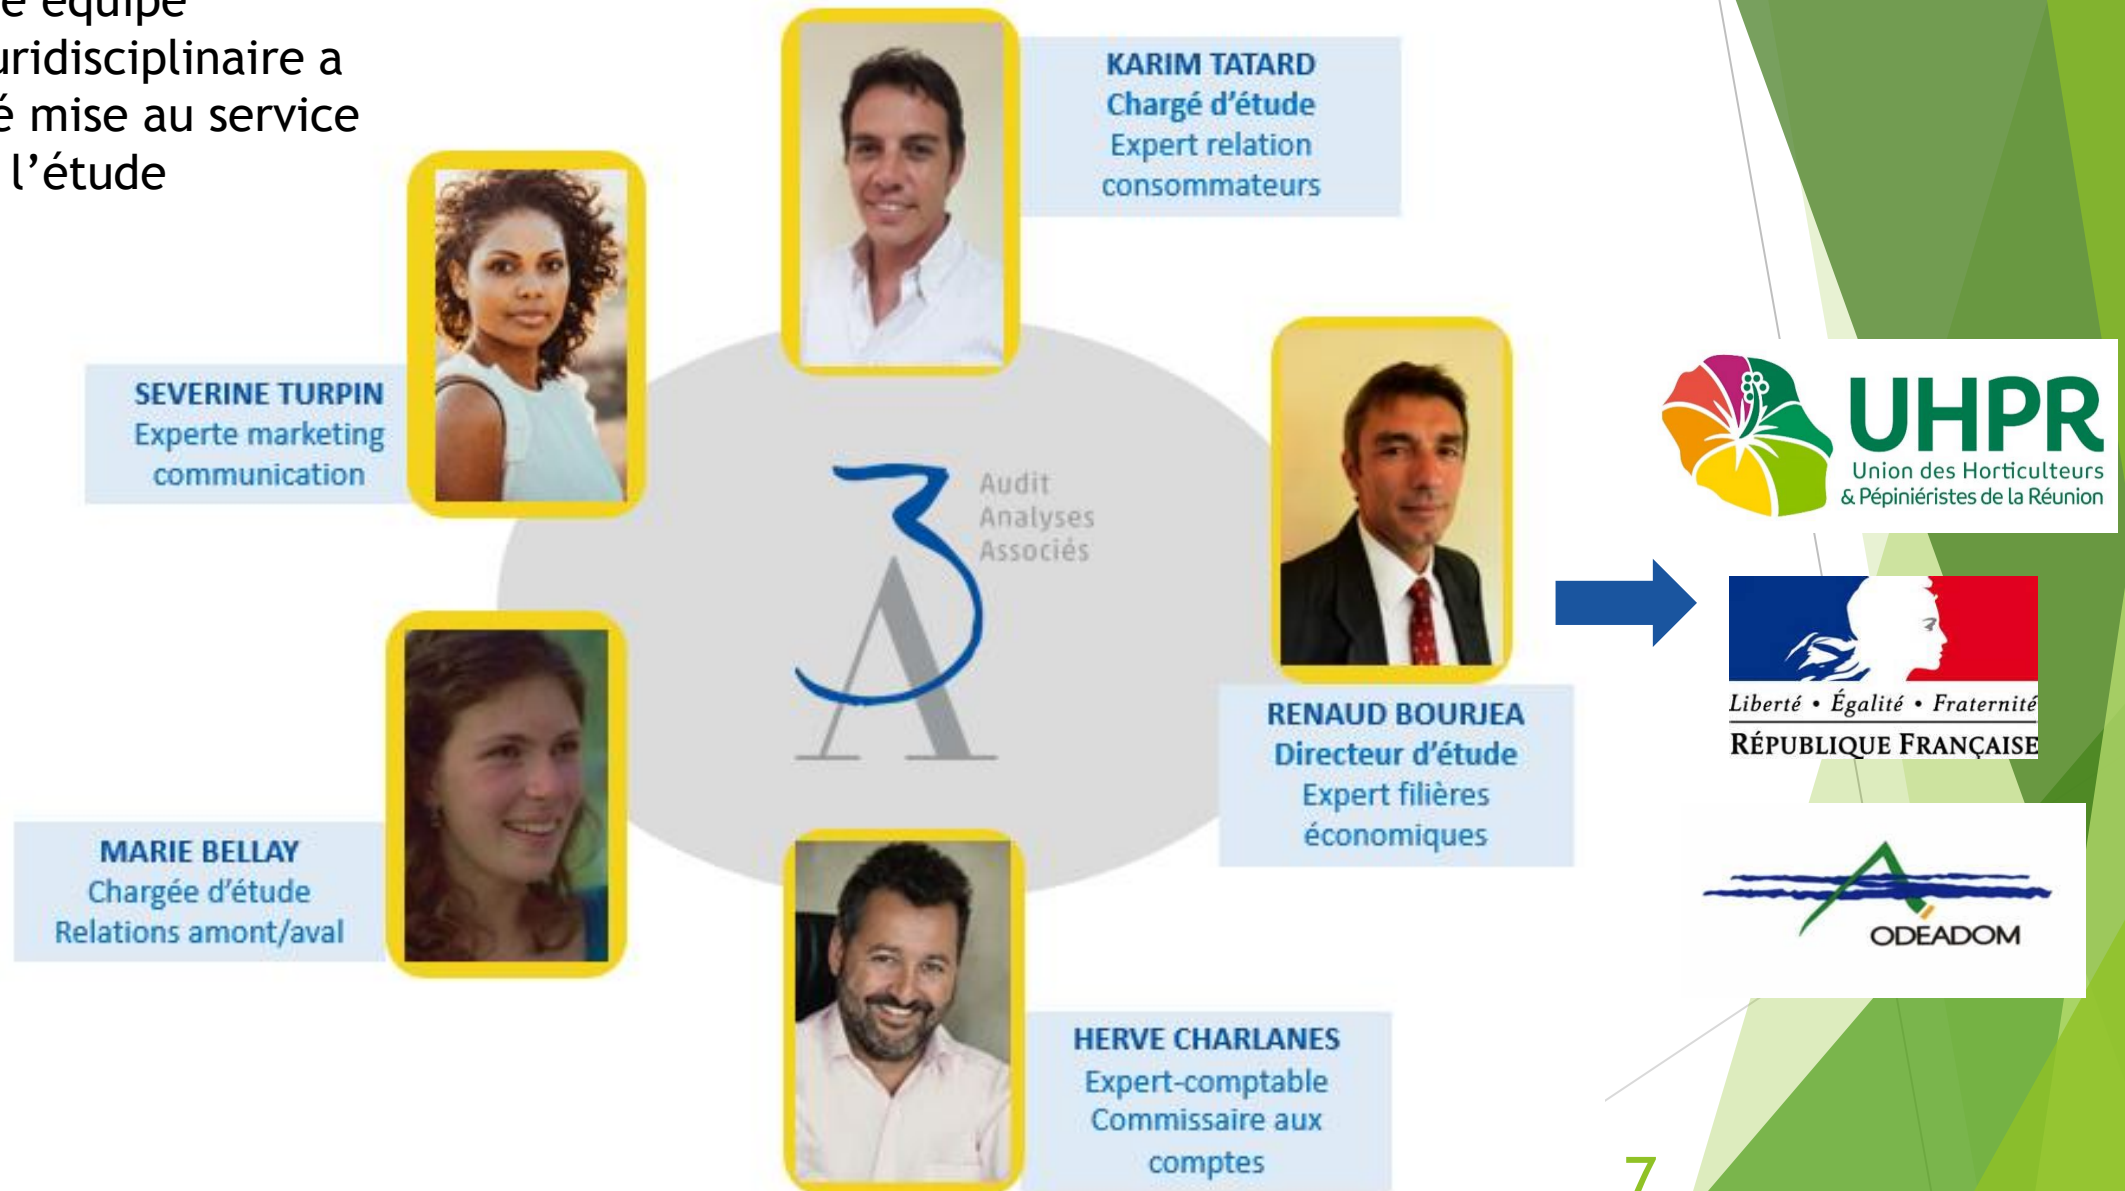 e équipe
uridisciplinaire a
é mise au service
l’étude
KARIM TATARD
Chargé d’étude
Expert relation
consommateurs
SEVERINE TURPIN
Experte marketing
communication
3A
Audit
Analyses
Associés
RENAUD BOURJEA
Directeur d’étude
Expert filières
économiques
MARIE BELLAY
Chargée d’étude
Relations amont/aval
HERVE CHARLANES
Expert-comptable
Commissaire aux
comptes
UHPR
Union des Horticulteurs
& Pépiniéristes de la Réunion
Liberté • Égalité • Fraternité
RÉPUBLIQUE FRANÇAISE
ODEADOM
7